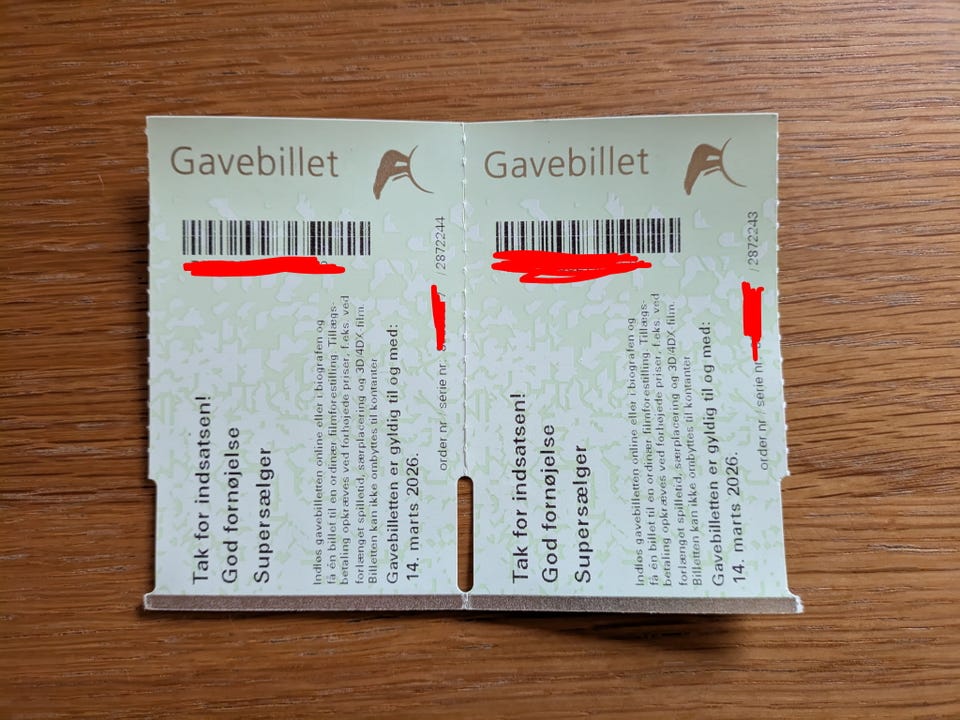 Gavebillet
Tak for indsatsen!
God fornøjelse
Supersælger
Indløs gavebilletten online eller i biografen og
få én billet til en ordinær filmforestilling. Tillægs-
betaling opkræves ved forhøjede priser, f.eks. ved
forlænget spilletid, særplacering og 3D/4DX film.
Billetten kan ikke ombyttes til kontanter
Gavebilletten er gyldig til og med:
14. marts 2026.
order nr / serie nr. /2872244
Gavebillet
Tak for indsatsen!
God fornøjelse
Supersælger
Indløs gavebilletten online eller i biografen og
få én billet til en ordinær filmforestilling. Tillægs-
betaling opkræves ved forhøjede priser, f.eks. ved
forlænget spilletid, særplacering og 3D/4DX film.
Billetten kan ikke ombyttes til kontanter
Gavebilletten er gyldig til og med:
14. marts 2026.
order nr / serie nr. /2872243